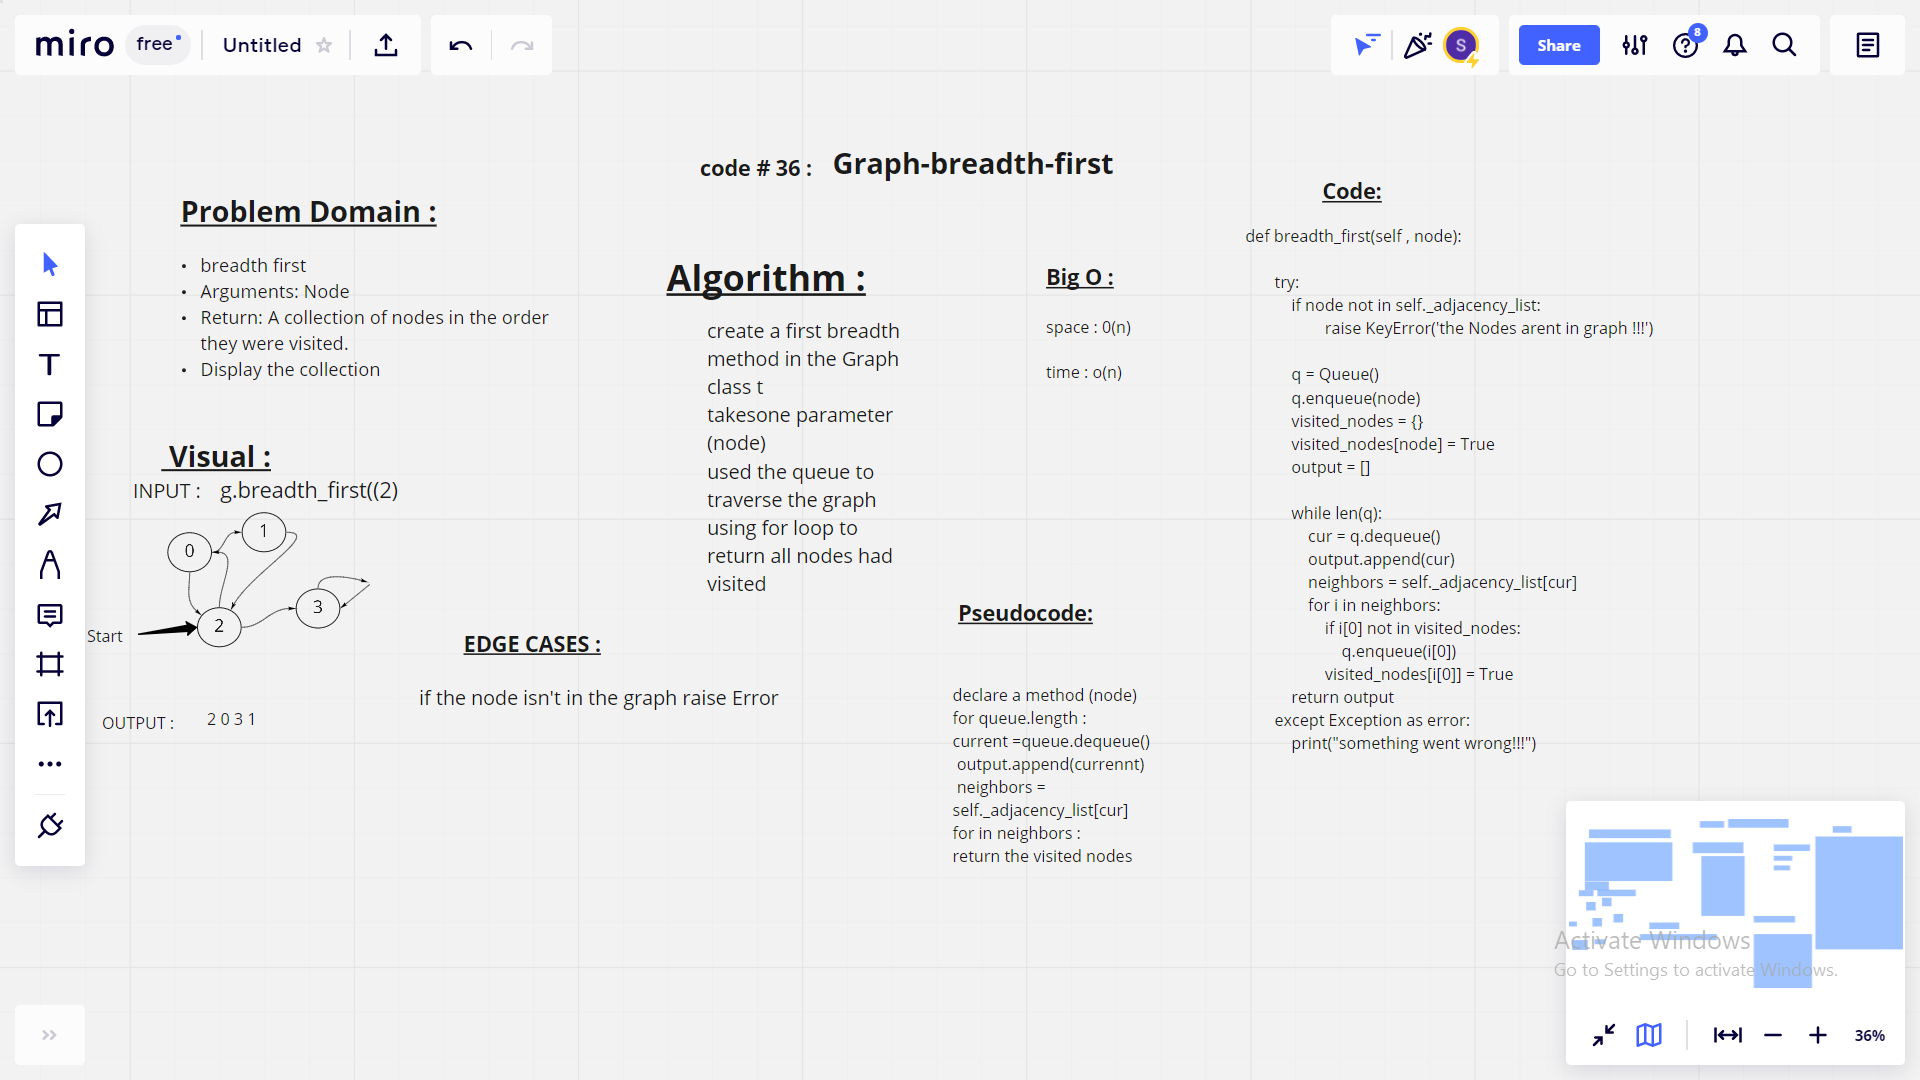 miro
free
Untitled
S
Share
8
code # 36 :
Graph-breadth-first
Problem Domain :
• breadth first
• Arguments: Node
• Return: A collection of nodes in the order
they were visited.
• Display the collection
Visual :
INPUT :
g.breadth_first((2)
0
1
2
3
Start
OUTPUT :
2 0 3 1
EDGE CASES :
if the node isn't in the graph raise Error
Algorithm :
create a first breadth
method in the Graph
class t
takesone parameter
(node)
used the queue to
traverse the graph
using for loop to
return all nodes had
visited
Big O :
space : 0(n)
time : o(n)
Pseudocode:
declare a method (node)
for queue.length :
current =queue.dequeue()
output.append(currennt)
neighbors =
self._adjacency_list[cur]
for in neighbors :
return the visited nodes
Code:
def breadth_first(self , node):
try:
if node not in self._adjacency_list:
raise KeyError('the Nodes arent in graph !!!')
q = Queue()
q.enqueue(node)
visited_nodes = {}
visited_nodes[node] = True
output = []
while len(q):
cur = q.dequeue()
output.append(cur)
neighbors = self._adjacency_list[cur]
for i in neighbors:
if i[0] not in visited_nodes:
q.enqueue(i[0])
visited_nodes[i[0]] = True
return output
except Exception as error:
print("something went wrong!!!")
Activate Windows
Go to Settings to activate Windows.
36%